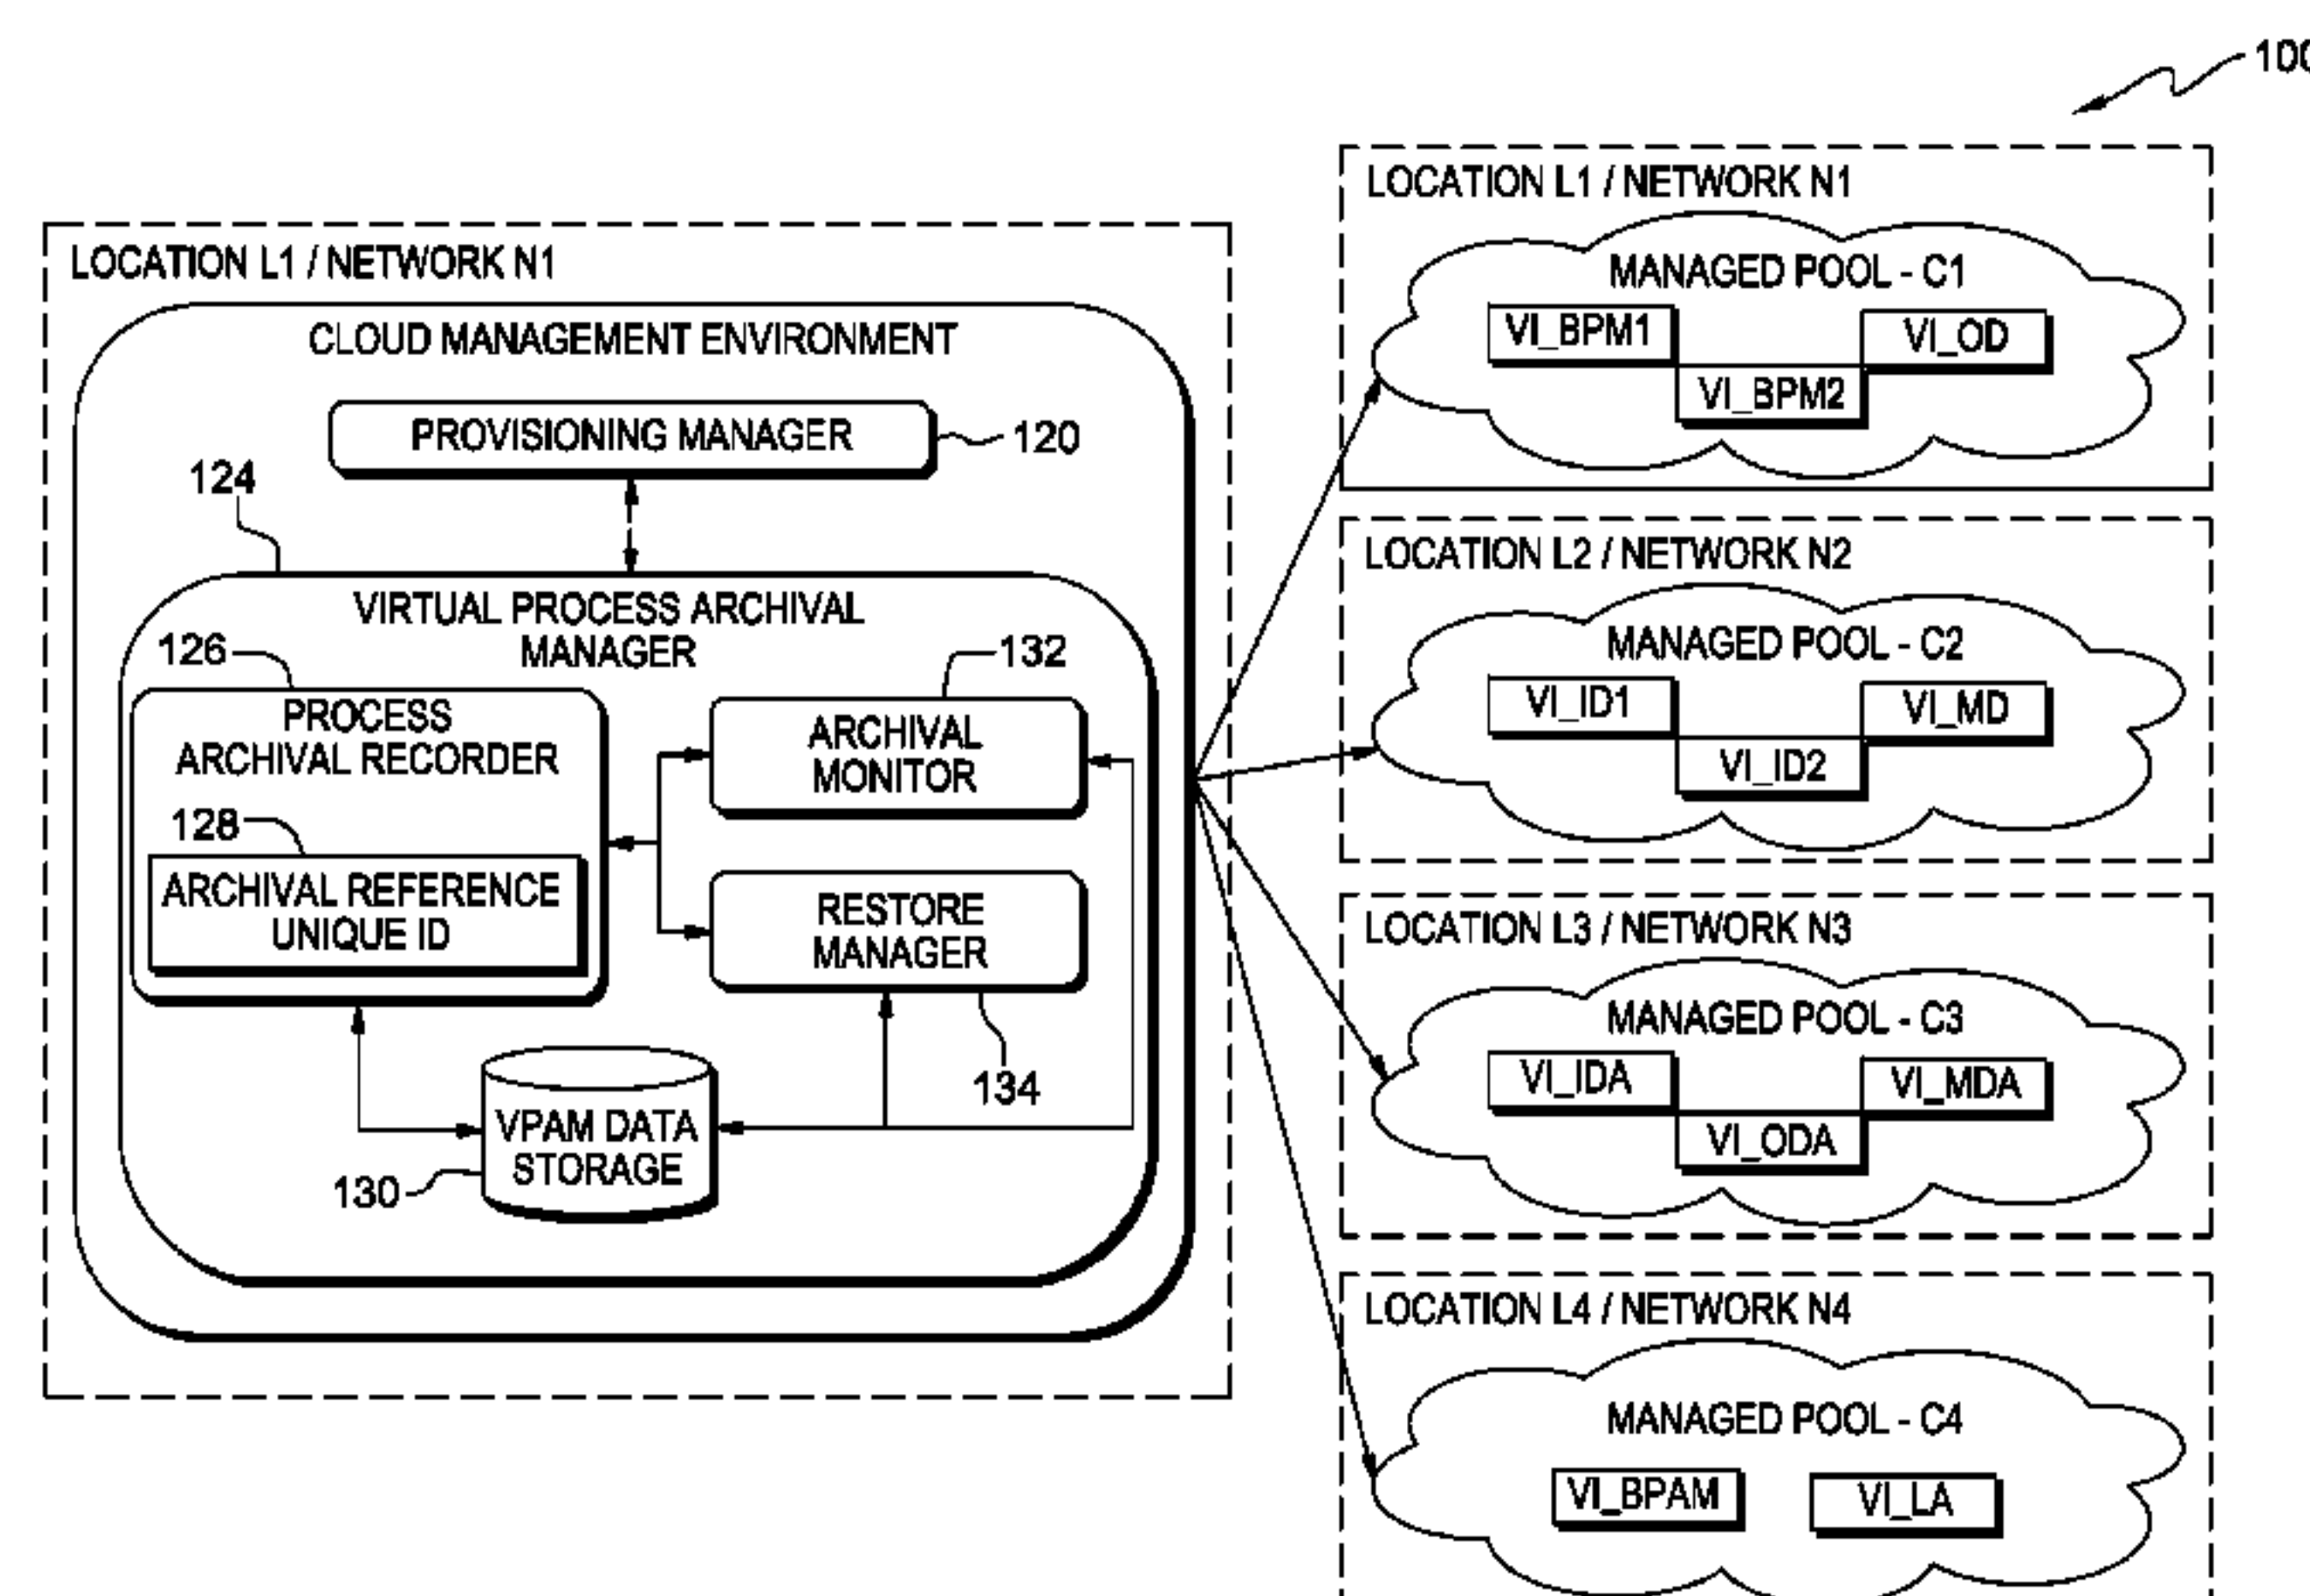 100
LOCATION L1 / NETWORK N1
CLOUD MANAGEMENT ENVIRONMENT
PROVISIONING MANAGER
120
124
VIRTUAL PROCESS ARCHIVAL
MANAGER
126
PROCESS
ARCHIVAL RECORDER
128
ARCHIVAL REFERENCE
UNIQUE ID
132
ARCHIVAL
MONITOR
RESTORE
MANAGER
134
VPAM DATA
STORAGE
130
LOCATION L1 / NETWORK N1
MANAGED POOL - C1
VI_BPM1
VI_OD
VI_BPM2
LOCATION L2 / NETWORK N2
MANAGED POOL - C2
VI_ID1
VI_MD
VI_ID2
LOCATION L3 / NETWORK N3
MANAGED POOL - C3
VI_IDA
VI_MDA
VI_ODA
LOCATION L4 / NETWORK N4
MANAGED POOL - C4
VI_BPAM
VI_LA